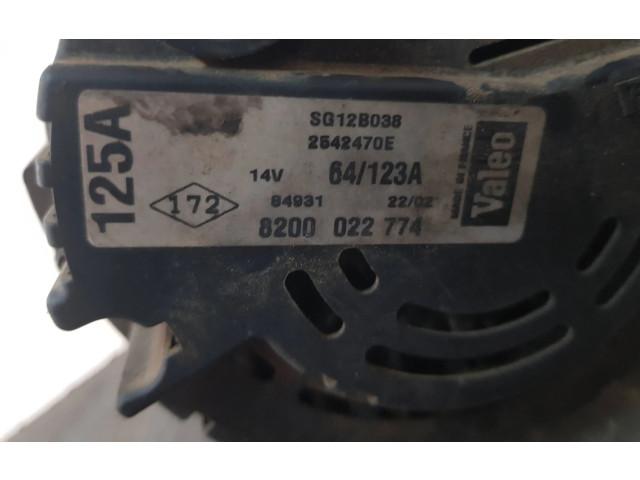 125A
SG12B038
2542470E
14V 64/123A
172
84931 22/02
8200 022 774
Valeo
MADE IN FRANCE